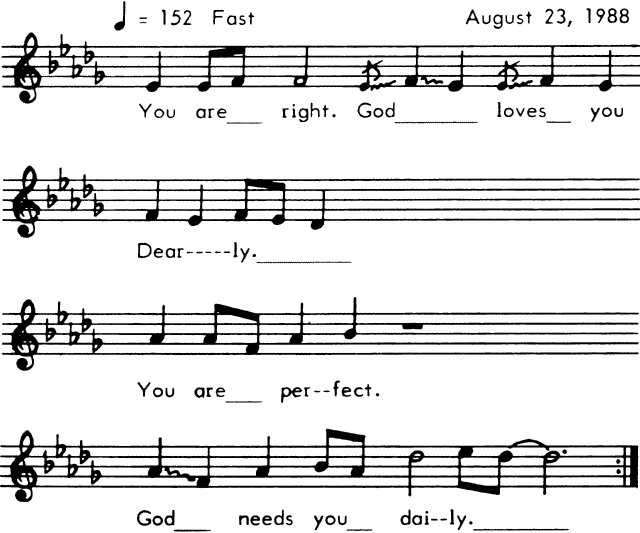 ♩ = 152 Fast August 23, 1988
You are___ right. God_______ loves__ you
Dear-----ly.________
You are___ per--fect.
God___ needs you__ dai--ly.________